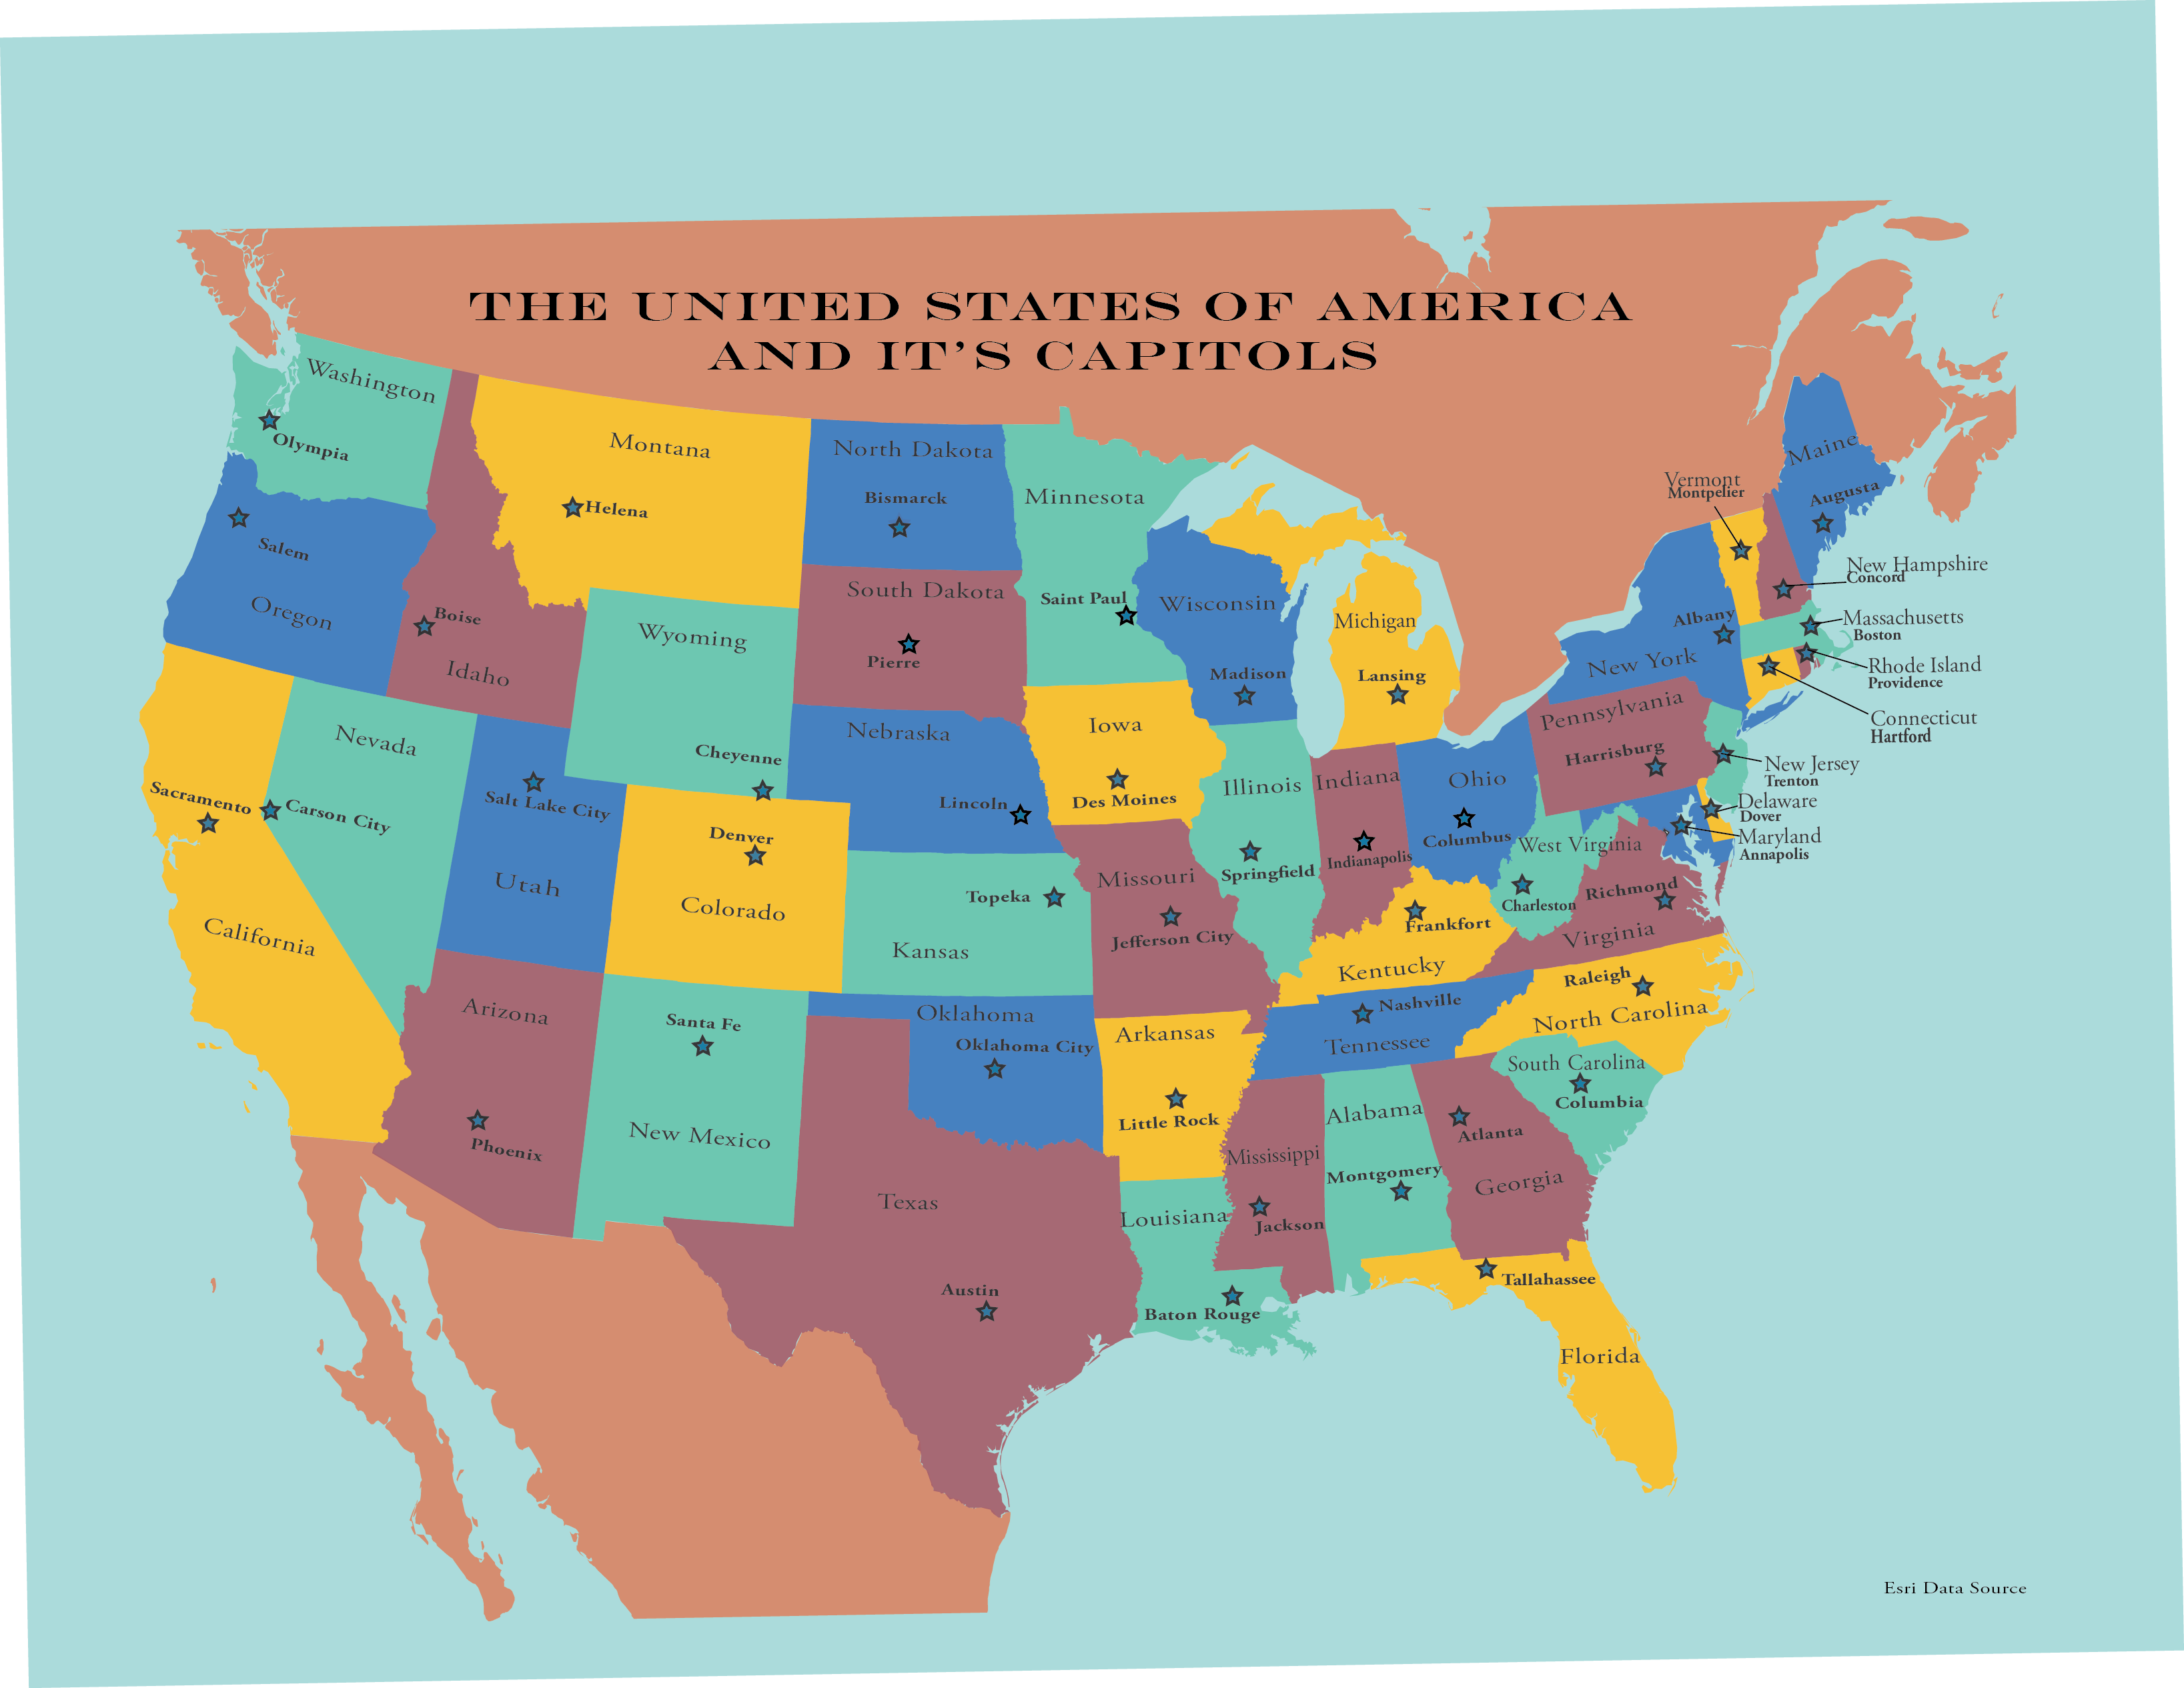 THE UNITED STATES OF AMERICA
AND IT'S CAPITOLS
Washington
Olympia
Montana
Helena
North Dakota
Bismarck
Minnesota
Saint Paul
Salem
Oregon
Boise
Idaho
Wyoming
Cheyenne
South Dakota
Pierre
Wisconsin
Madison
Michigan
Lansing
Vermont
Montpelier
Maine
Augusta
New Hampshire
Concord
Albany
New York
Massachusetts
Boston
Rhode Island
Providence
Connecticut
Hartford
Nevada
Carson City
Sacramento
California
Salt Lake City
Utah
Denver
Colorado
Nebraska
Lincoln
Iowa
Des Moines
Illinois
Springfield
Indiana
Indianapolis
Ohio
Columbus
Pennsylvania
Harrisburg
New Jersey
Trenton
Delaware
Dover
Maryland
Annapolis
West Virginia
Charleston
Richmond
Virginia
Topeka
Kansas
Missouri
Jefferson City
Frankfort
Kentucky
Nashville
Tennessee
Raleigh
North Carolina
South Carolina
Columbia
Arizona
Phoenix
Santa Fe
New Mexico
Oklahoma
Oklahoma City
Arkansas
Little Rock
Texas
Austin
Louisiana
Baton Rouge
Mississippi
Jackson
Alabama
Montgomery
Atlanta
Georgia
Tallahassee
Florida
Esri Data Source